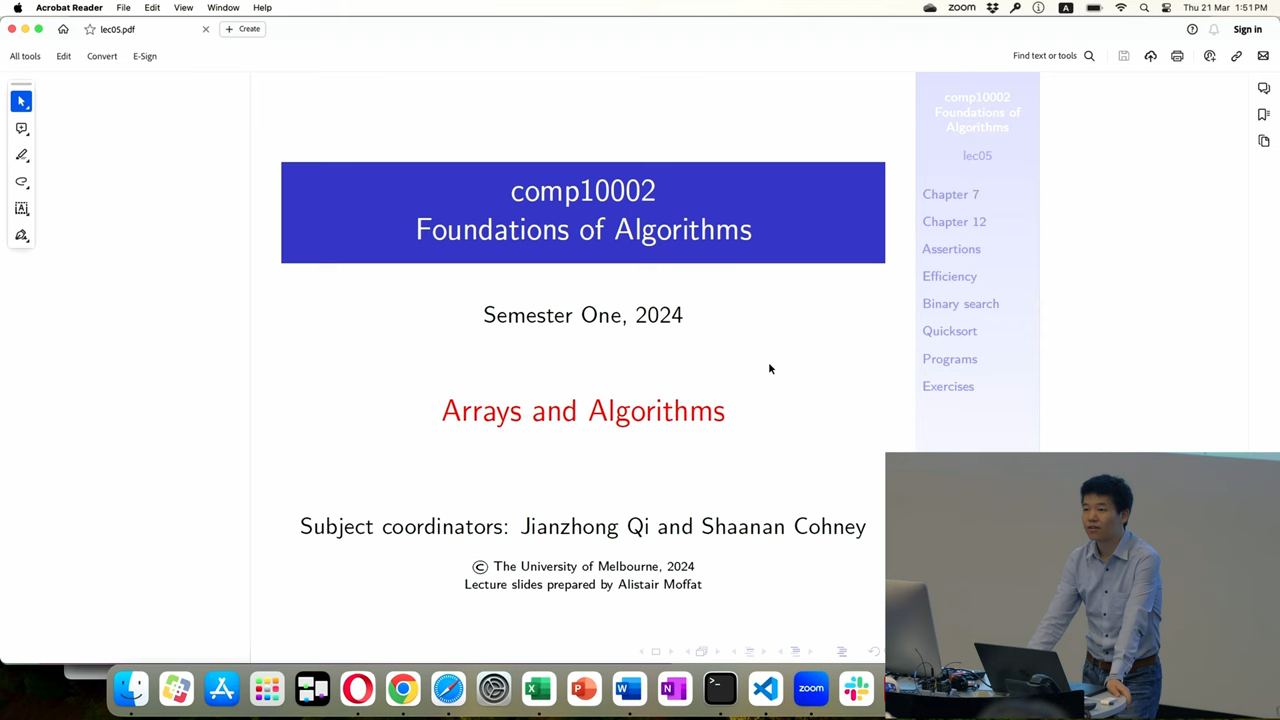 Acrobat Reader File Edit View Window Help zoom A Thu 21 Mar 1:51 PM
lec05.pdf Create Sign in
All tools Edit Convert E-Sign Find text or tools
comp10002
Foundations of
Algorithms
lec05
Chapter 7
Chapter 12
Assertions
Efficiency
Binary search
Quicksort
Programs
Exercises
comp10002
Foundations of Algorithms
Semester One, 2024
Arrays and Algorithms
Subject coordinators: Jianzhong Qi and Shaanan Cohney
© The University of Melbourne, 2024
Lecture slides prepared by Alistair Moffat
zoom